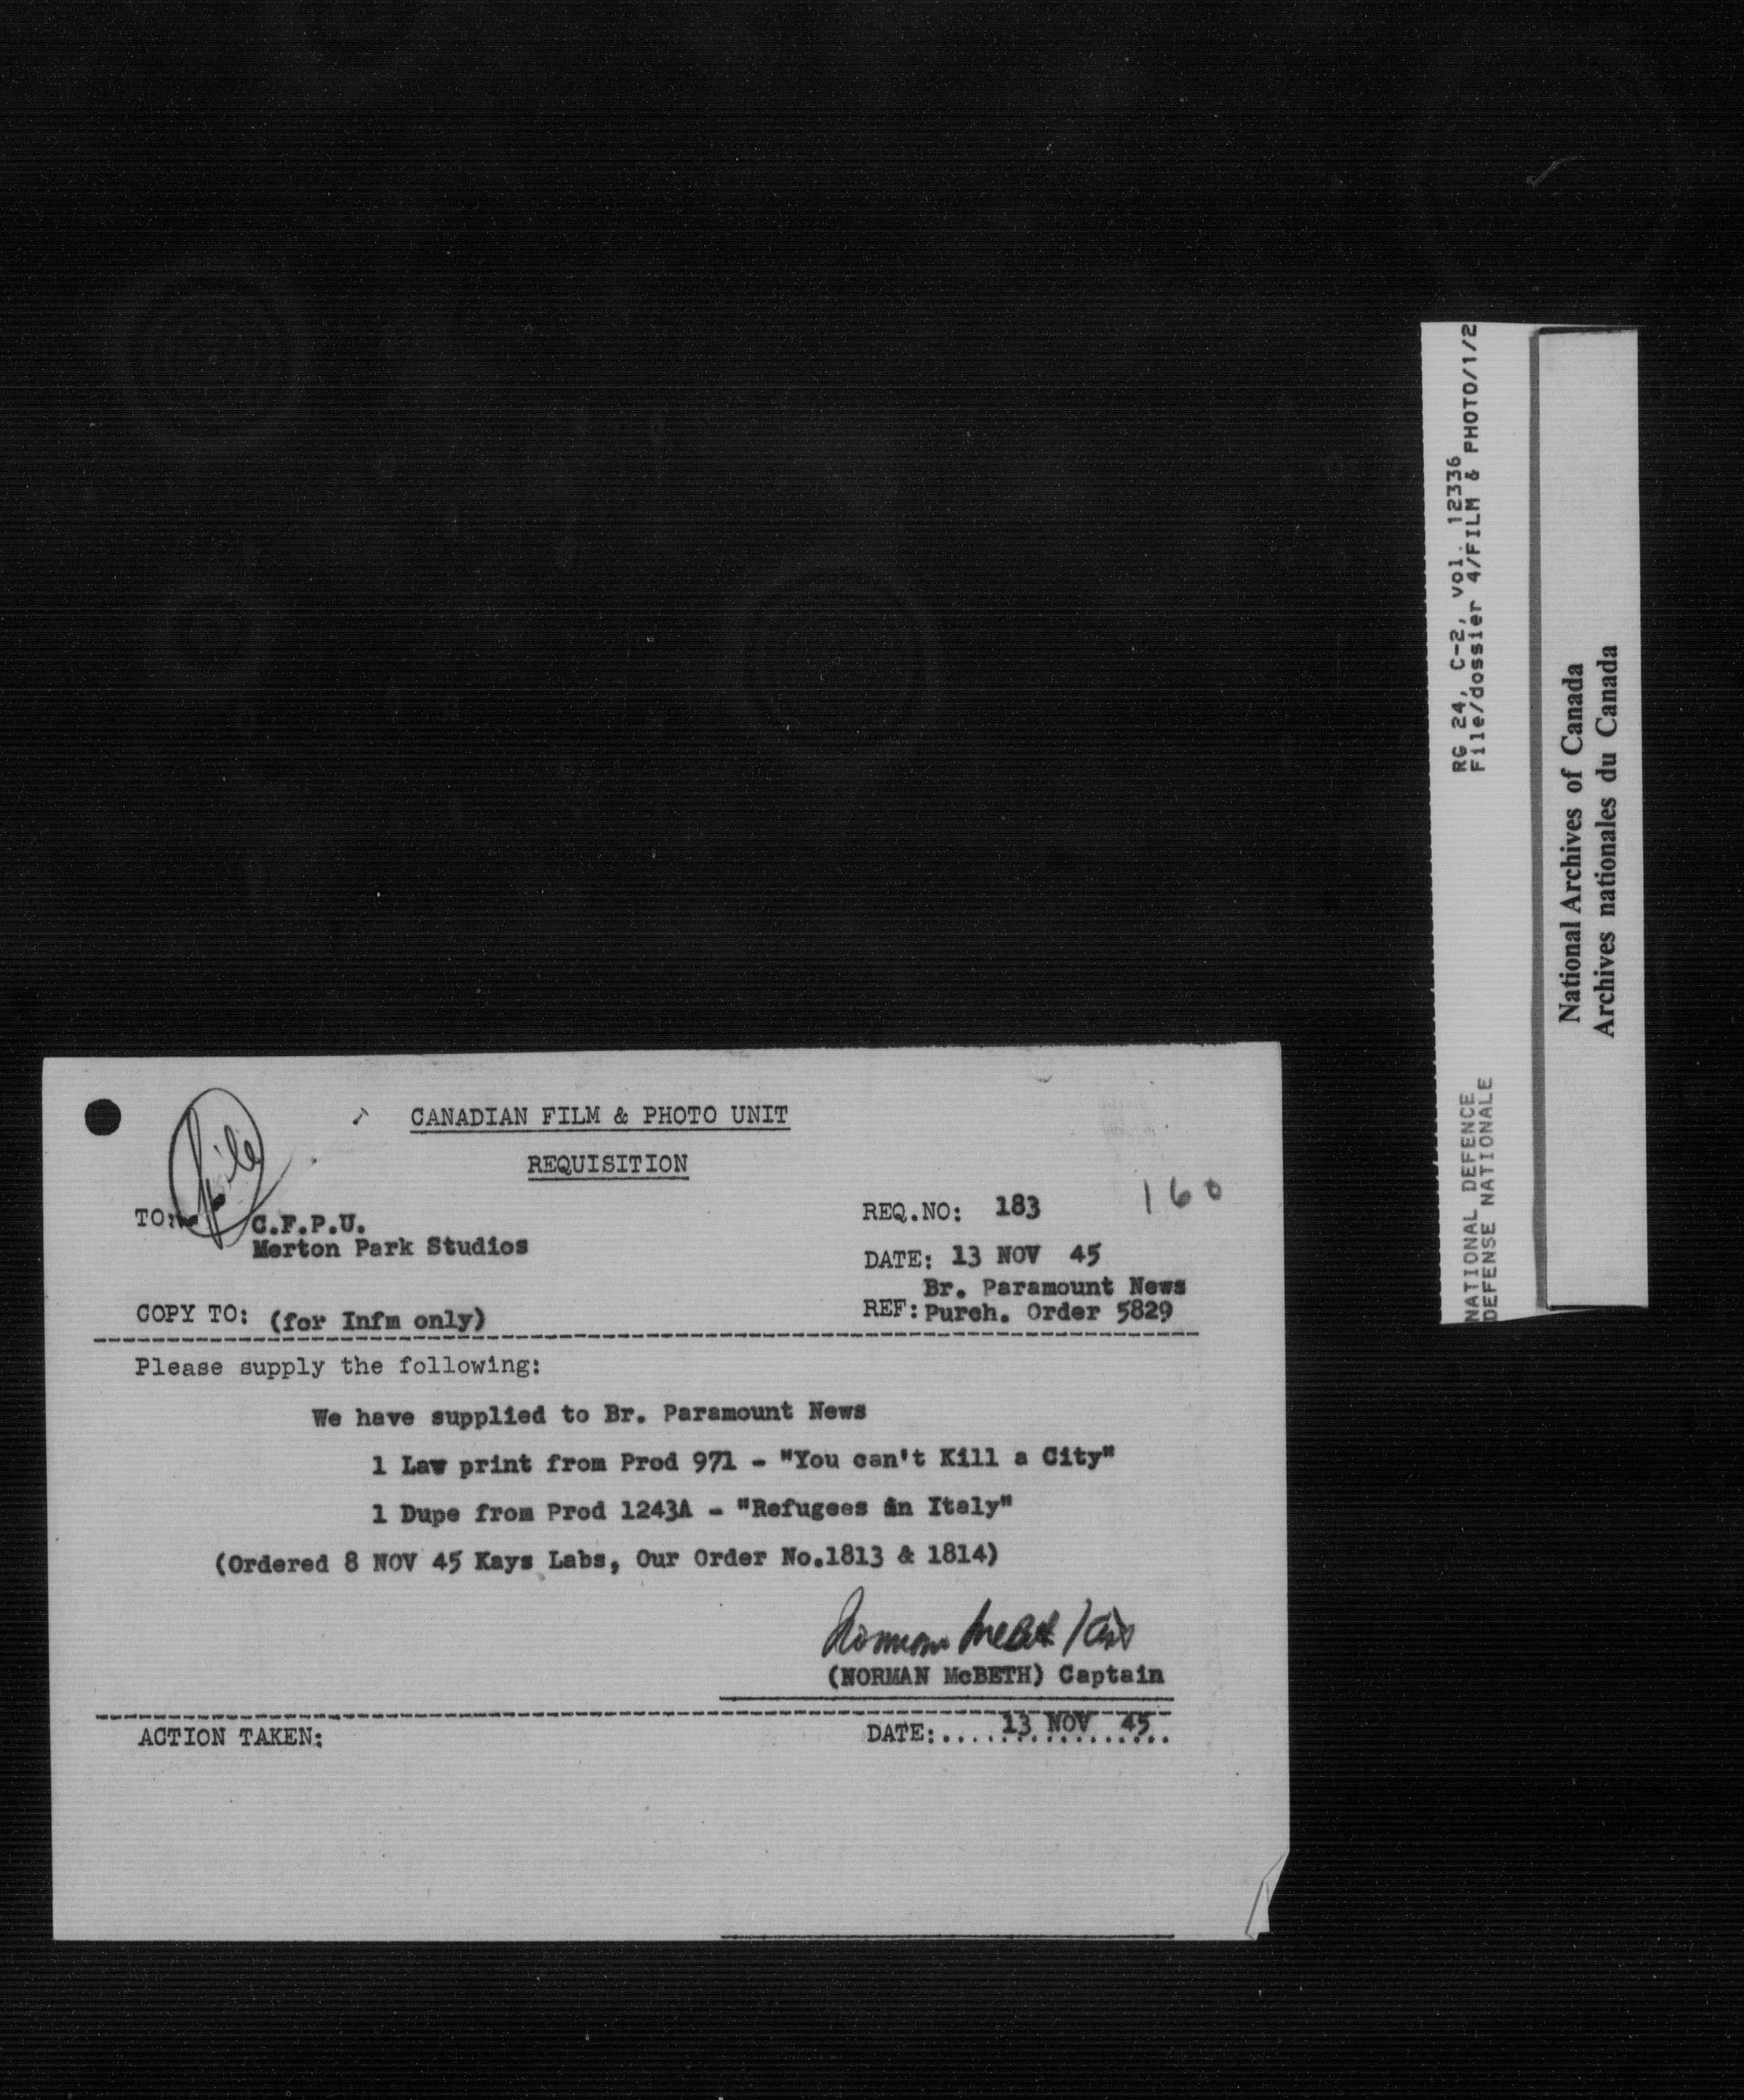 File
CANADIAN FILM & PHOTO UNIT
REQUISITION
160
TO:
C.F.P.U.
Merton Park Studios
REQ.NO: 183
DATE: 13 NOV 45
Br. Paramount News
COPY TO: (for Infm only)
REF: Purch. Order 5829
Please supply the following:
We have supplied to Br. Paramount News
1 Lav print from Prod 971 - "You can't Kill a City"
1 Dupe from Prod 1243A - "Refugees in Italy"
(Ordered 8 NOV 45 Kays Labs, Our Order No.1813 & 1814)
Norman McBeth
(NORMAN McBETH) Captain
ACTION TAKEN:
DATE:.... 13 NOV 45
RG 24, C-2, vol. 12336
File/dossier 4/FILM & PHOTO/1/2
NATIONAL DEFENCE
DEFENSE NATIONALE
National Archives of Canada
Archives nationales du Canada